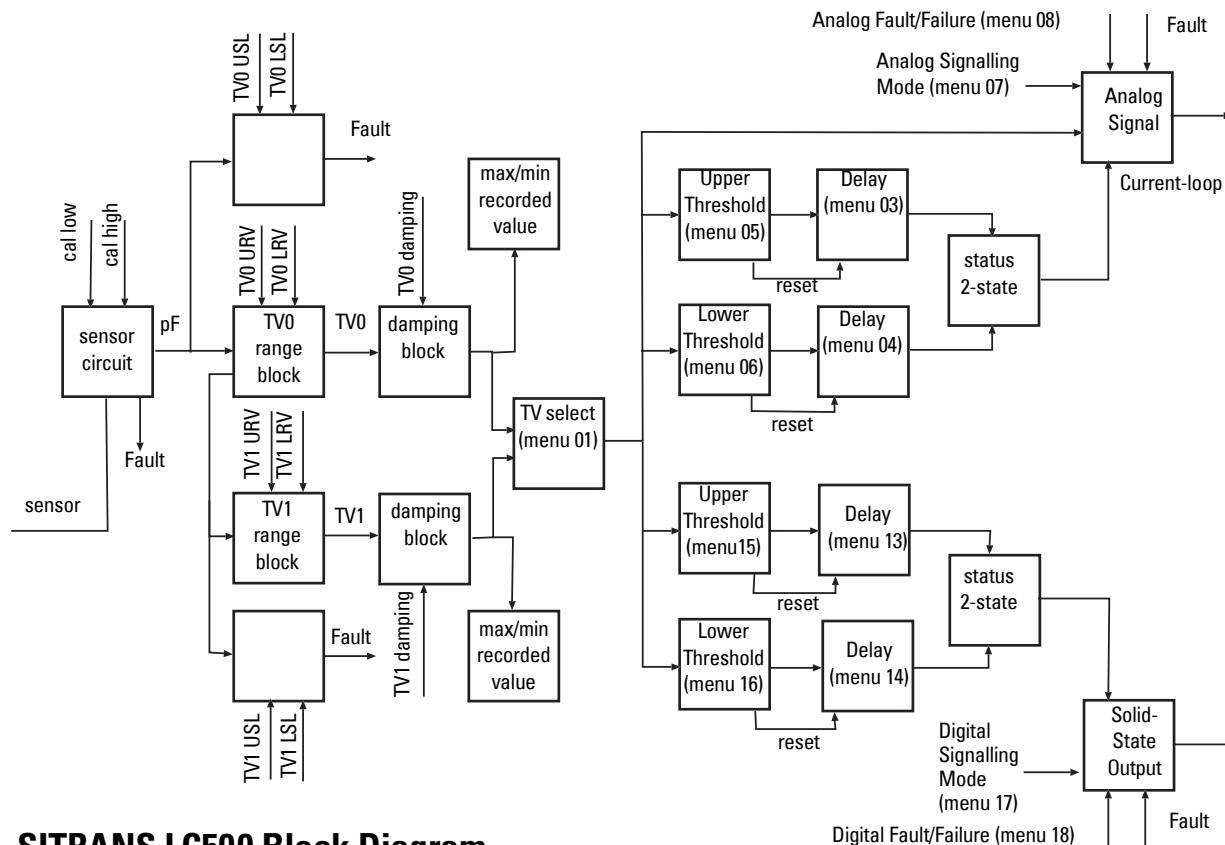 Analog Fault/Failure (menu 08)
Fault
Analog Signalling
Mode (menu 07)
Analog
Signal
Current-loop
TV0 USL
TV0 LSL
Fault
max/min
recorded
value
Upper
Threshold
(menu 05)
Delay
(menu 03)
reset
status
2-state
cal low
cal high
TV0 URV
TV0 LRV
TV0 damping
pF
sensor
circuit
TV0
range
block
TV0
damping
block
Lower
Threshold
(menu 06)
Delay
(menu 04)
reset
TV select
(menu 01)
Fault
TV1 URV
TV1 LRV
sensor
TV1
range
block
TV1
damping
block
Upper
Threshold
(menu15)
Delay
(menu 13)
reset
status
2-state
Fault
TV1 damping
max/min
recorded
value
Lower
Threshold
(menu 16)
Delay
(menu 14)
reset
TV1 USL
TV1 LSL
Digital
Signalling
Mode
(menu 17)
Solid-
State
Output
Digital Fault/Failure (menu 18)
Fault
SITRANS LC500 Block Diagram